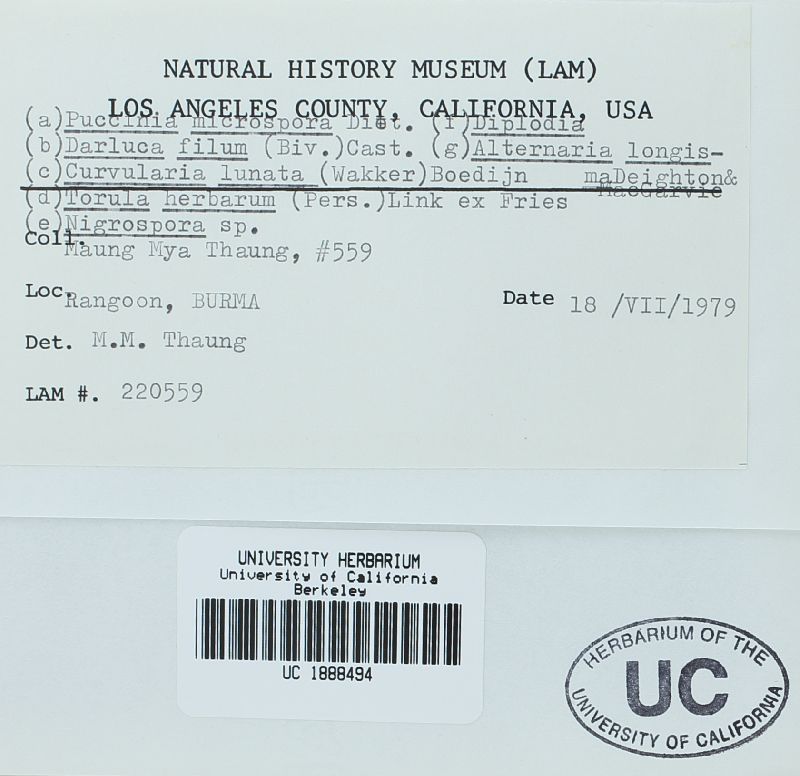 NATURAL HISTORY MUSEUM (LAM)
LOS ANGELES COUNTY, CALIFORNIA, USA
(a)Puccinia microspora Diet. (f)Diplodia
(b)Darluca filum (Biv.)Cast. (g)Alternaria longis-
(c)Curvularia lunata (Wakker)Boedijn maDeighton&
MacGarvie
(d)Torula herbarum (Pers.)Link ex Fries
(e)Nigrospora sp.
Coll. Maung Mya Thaung, #559
Loc. Rangoon, BURMA Date 18 /VII/1979
Det. M.M. Thaung
LAM #. 220559
UNIVERSITY HERBARIUM
University of California
Berkeley
UC 1888494
HERBARIUM OF THE
UC
UNIVERSITY OF CALIFORNIA